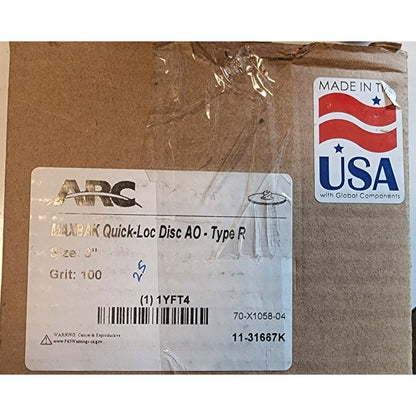 ARC
MAXBAK Quick-Loc Disc AO - Type R
Size: 3"
Grit: 100
25
(1) 1YFT4
70-X1058-04
11-31667K
WARNING: Cancer & Reproductive
www.P65Warnings.ca.gov
MADE IN THE
USA
with Global Components